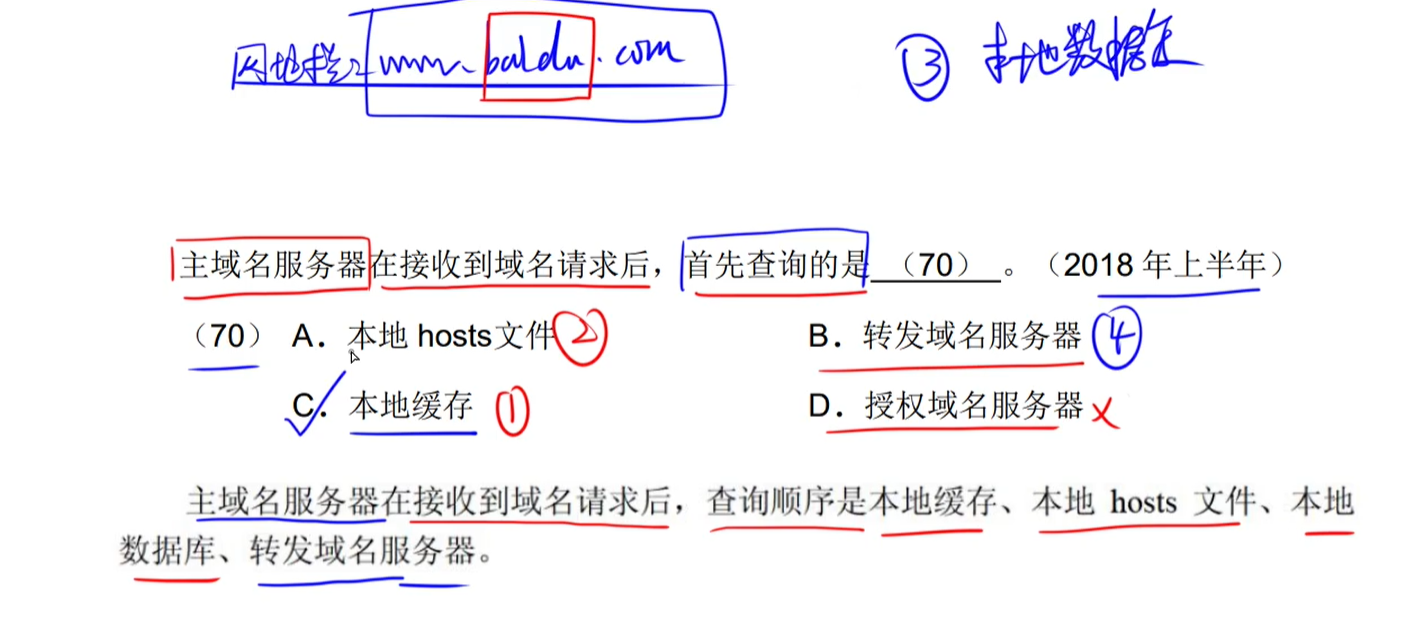 网地栏：www.baidu.com ③ 本地数据库
主域名服务器在接收到域名请求后，首先查询的是 （70） 。（2018 年上半年）
（70） A．本地 hosts文件 ② B．转发域名服务器 ④
C．本地缓存 ① D．授权域名服务器 ×
主域名服务器在接收到域名请求后，查询顺序是本地缓存、本地 hosts 文件、本地
数据库、转发域名服务器。